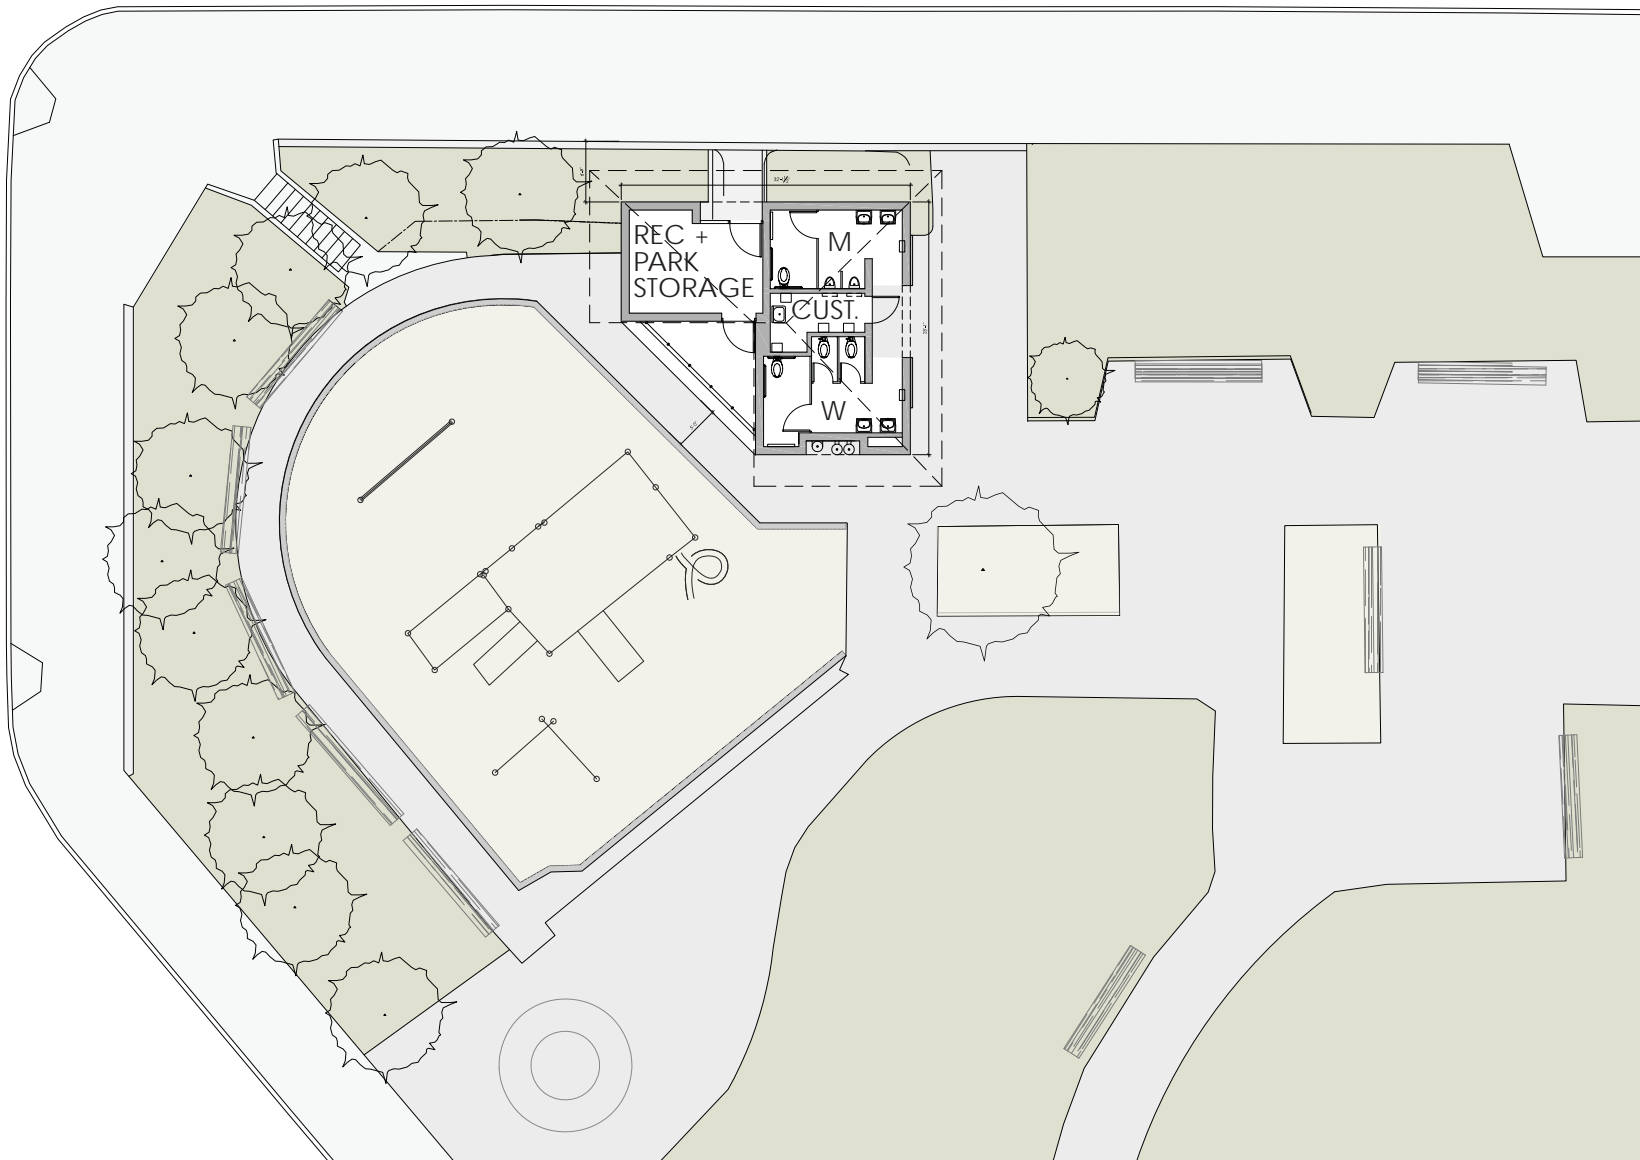 REC +
PARK
STORAGE
M
CUST.
W